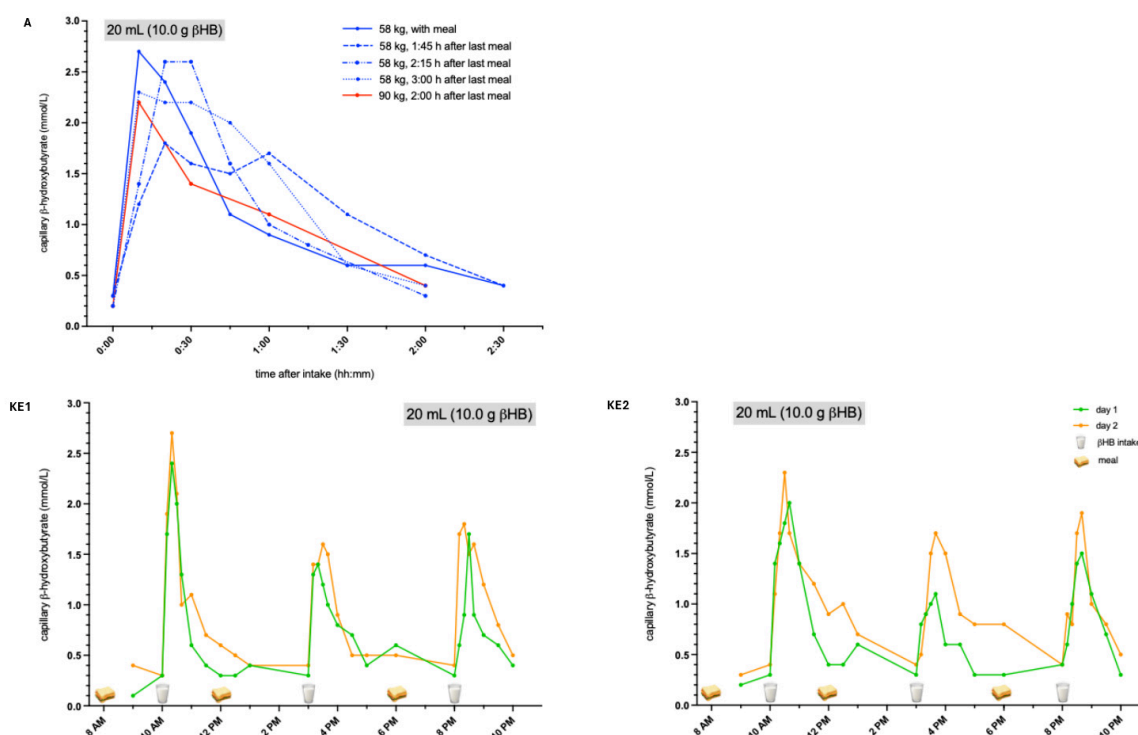 A
20 mL (10.0 g βHB)
58 kg, with meal
58 kg, 1:45 h after last meal
58 kg, 2:15 h after last meal
58 kg, 3:00 h after last meal
90 kg, 2:00 h after last meal
capillary β-hydroxybutyrate (mmol/L)
3.0
2.5
2.0
1.5
1.0
0.5
0.0
0:00
0:30
1:00
1:30
2:00
2:30
time after intake (hh:mm)
KE1
20 mL (10.0 g βHB)
capillary β-hydroxybutyrate (mmol/L)
3.0
2.5
2.0
1.5
1.0
0.5
0.0
8 AM
10 AM
12 PM
2 PM
4 PM
6 PM
8 PM
10 PM
KE2
20 mL (10.0 g βHB)
day 1
day 2
βHB intake
meal
capillary β-hydroxybutyrate (mmol/L)
3.0
2.5
2.0
1.5
1.0
0.5
0.0
8 AM
10 AM
12 PM
2 PM
4 PM
6 PM
8 PM
10 PM